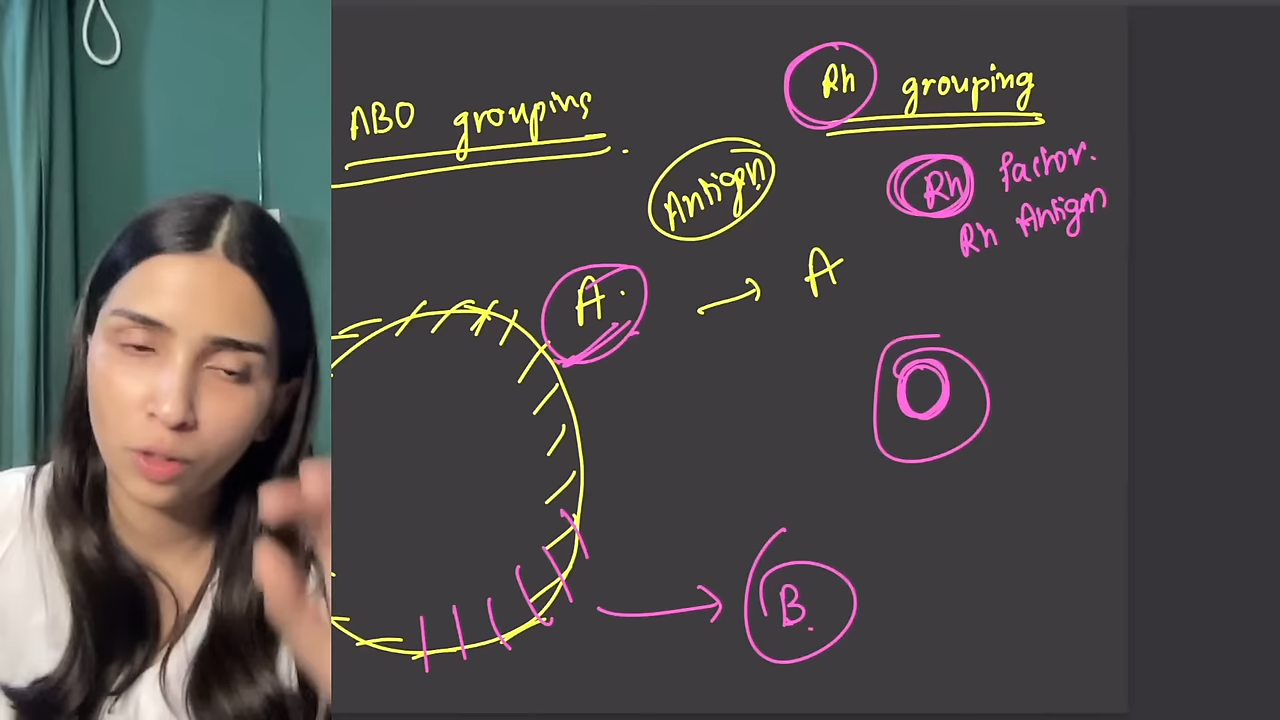 ABO grouping.
Rh grouping
Antigen
Rh factor.
Rh Antigen
A. → A
O
→ B.